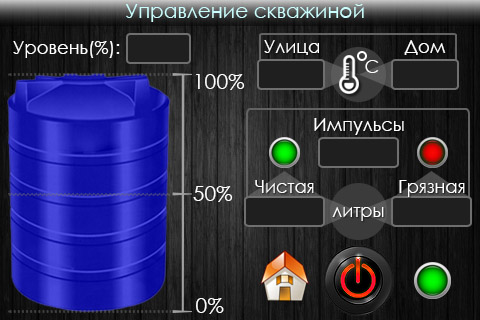 Управление скважиной
Уровень(%):
Улица
Дом
°C
100%
50%
0%
Импульсы
Чистая
Грязная
литры